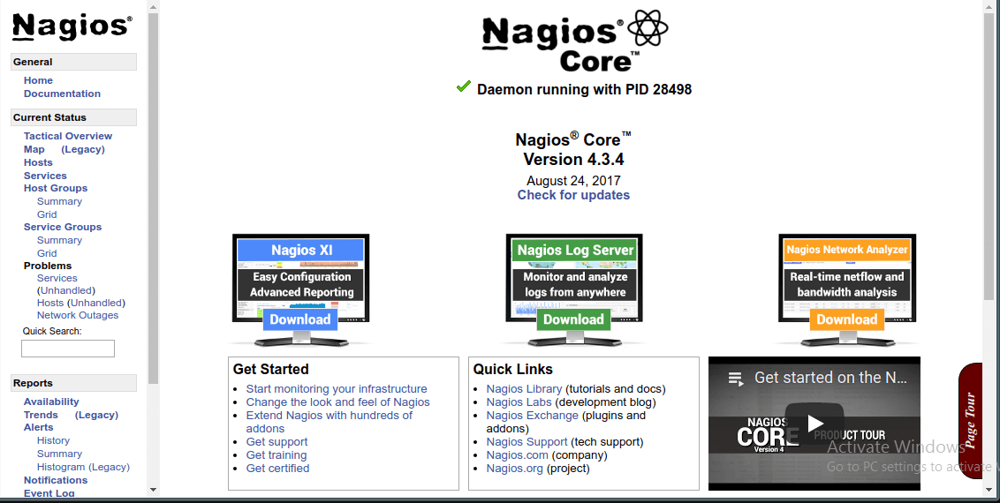 Nagios®
General
Home
Documentation
Current Status
Tactical Overview
Map (Legacy)
Hosts
Services
Host Groups
Summary
Grid
Service Groups
Summary
Grid
Problems
Services
(Unhandled)
Hosts (Unhandled)
Network Outages
Quick Search:
Reports
Availability
Trends (Legacy)
Alerts
History
Summary
Histogram (Legacy)
Notifications
Event Log
Nagios®
Core™
Daemon running with PID 28498
Nagios® Core™
Version 4.3.4
August 24, 2017
Check for updates
Nagios XI
Easy Configuration
Advanced Reporting
Download
Nagios Log Server
Monitor and analyze
logs from anywhere
Download
Nagios Network Analyzer
Real-time netflow and
bandwidth analysis
Download
Get Started
• Start monitoring your infrastructure
• Change the look and feel of Nagios
• Extend Nagios with hundreds of
addons
• Get support
• Get training
• Get certified
Quick Links
• Nagios Library (tutorials and docs)
• Nagios Labs (development blog)
• Nagios Exchange (plugins and
addons)
• Nagios Support (tech support)
• Nagios.com (company)
• Nagios.org (project)
Get started on the N...
NAGIOS
CORE
Version 4
PRODUCT TOUR
Page Tour
Activate Windows
Go to PC settings to activate W